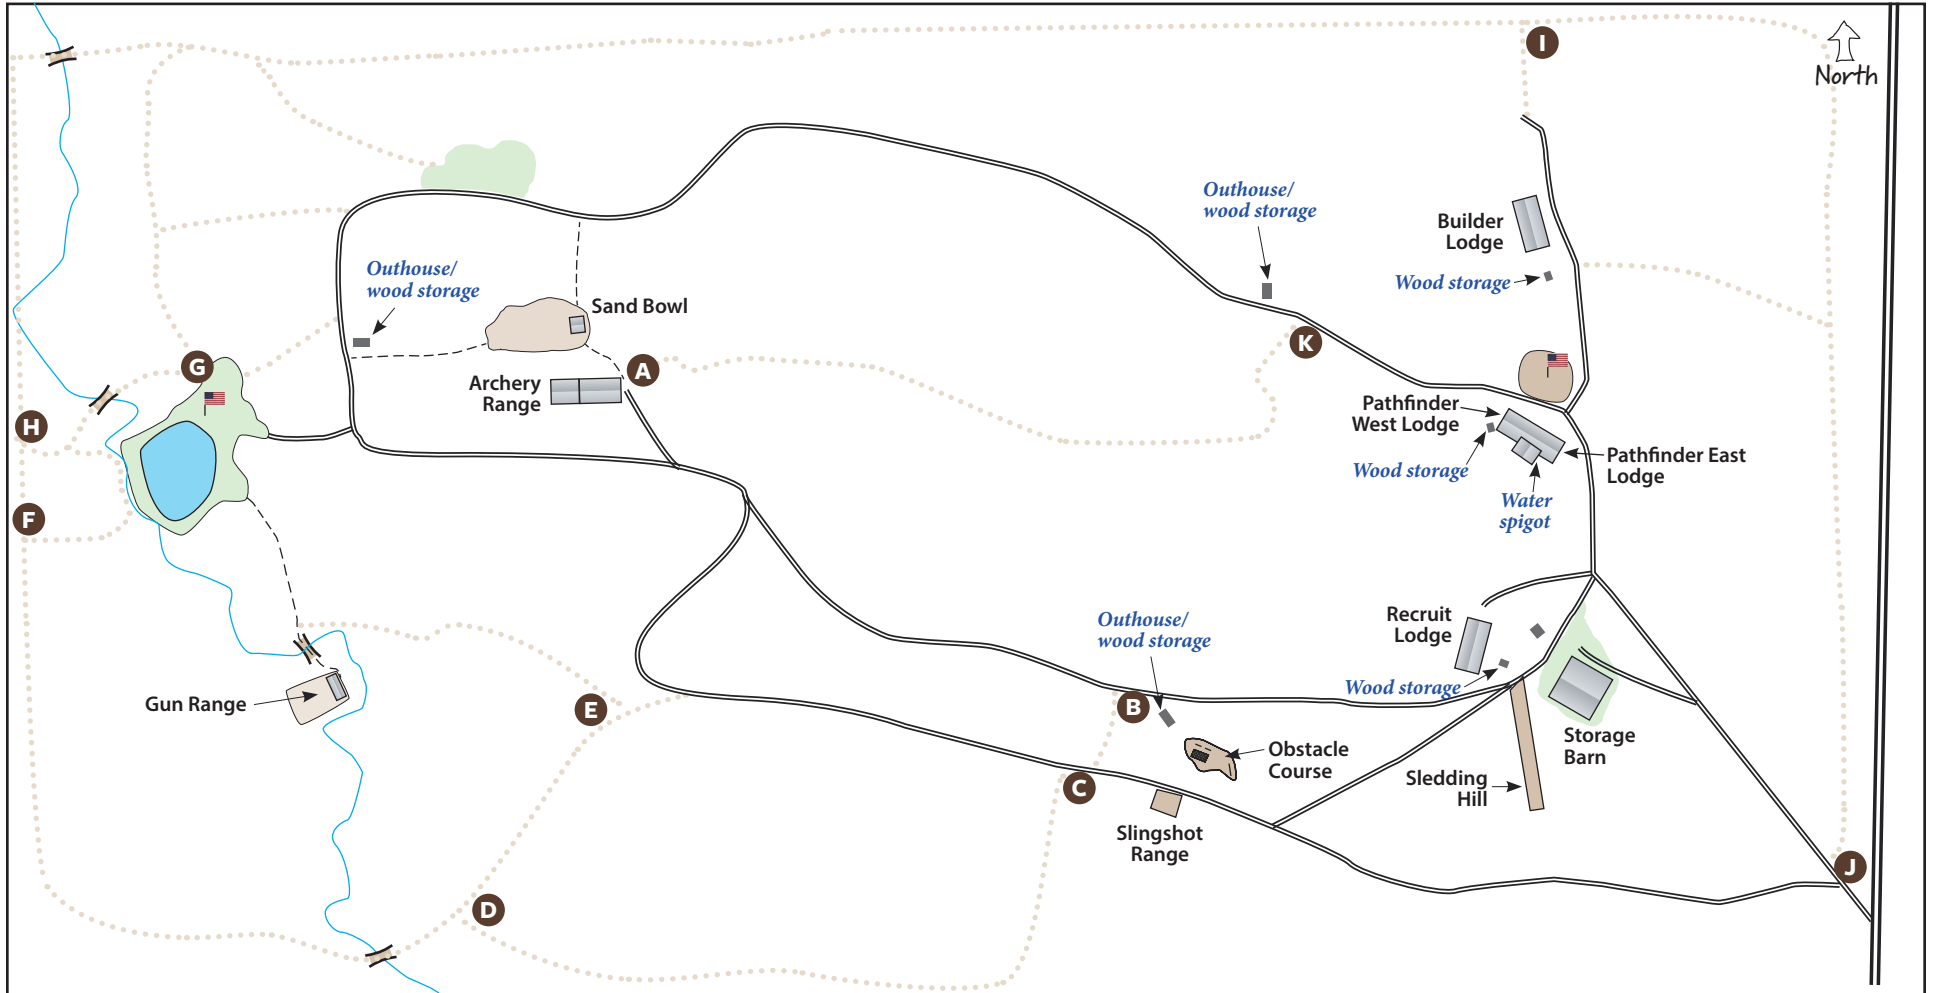 I
North
Outhouse/
wood storage
Builder
Lodge
Outhouse/
wood storage
Wood storage
Sand Bowl
K
G
A
Archery
Range
Pathfinder
West Lodge
H
Pathfinder East
Lodge
Wood storage
Water
spigot
F
Outhouse/
wood storage
Recruit
Lodge
Wood storage
Gun Range
E
B
Storage
Barn
Obstacle
Course
Sledding
Hill
C
Slingshot
Range
J
D